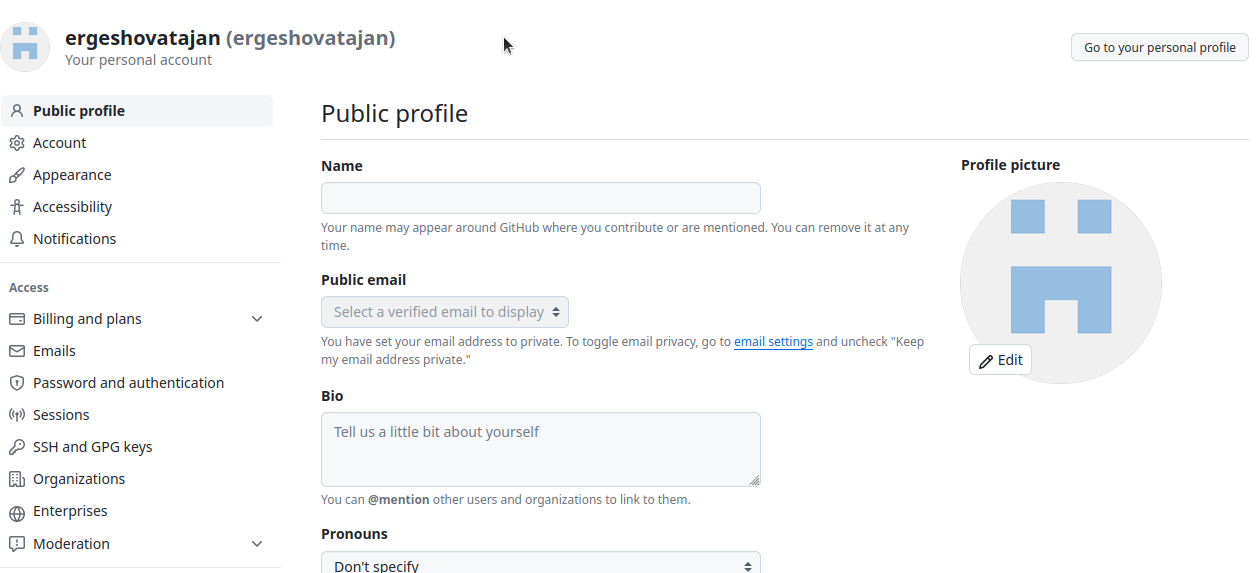 ergeshovatajan (ergeshovatajan)
Your personal account
Go to your personal profile
Public profile
Account
Appearance
Accessibility
Notifications
Access
Billing and plans
Emails
Password and authentication
Sessions
SSH and GPG keys
Organizations
Enterprises
Moderation
Public profile
Name
Your name may appear around GitHub where you contribute or are mentioned. You can remove it at any
time.
Public email
Select a verified email to display
You have set your email address to private. To toggle email privacy, go to email settings and uncheck "Keep
my email address private."
Bio
Tell us a little bit about yourself
You can @mention other users and organizations to link to them.
Pronouns
Don't specify
Profile picture
Edit